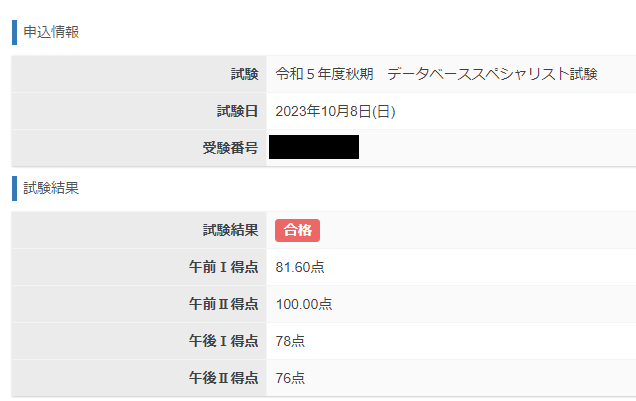 申込情報
試験 令和５年度秋期　データベーススペシャリスト試験
試験日 2023年10月8日(日)
受験番号
試験結果
試験結果 合格
午前Ⅰ得点 81.60点
午前Ⅱ得点 100.00点
午後Ⅰ得点 78点
午後Ⅱ得点 76点